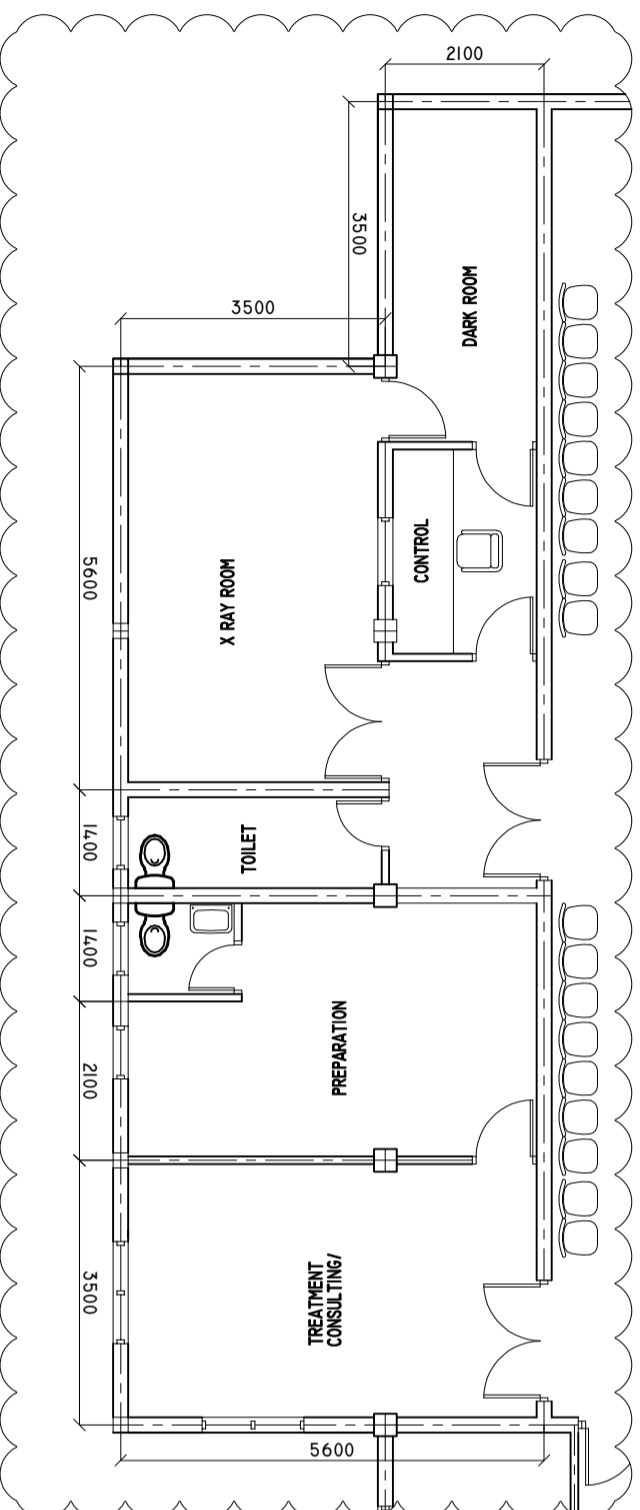 2100
3500
DARK ROOM
3500
5600
CONTROL
X RAY ROOM
1400
TOILET
1400
PREPARATION
2100
TREATMENT
CONSULTING/
3500
5600